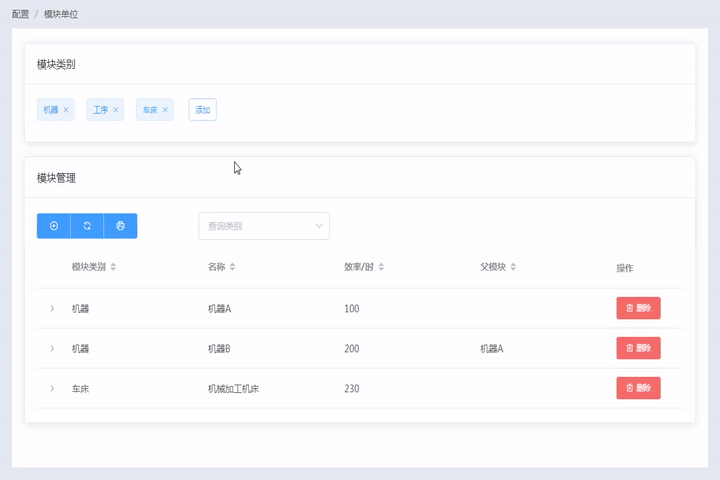 配置 / 模块单位
模块类别
机器 × 工序 × 车床 × 添加
模块管理
查询类别
模块类别 名称 效率/时 父模块 操作
机器 机器A 100 删除
机器 机器B 200 机器A 删除
车床 机械加工机床 230 删除